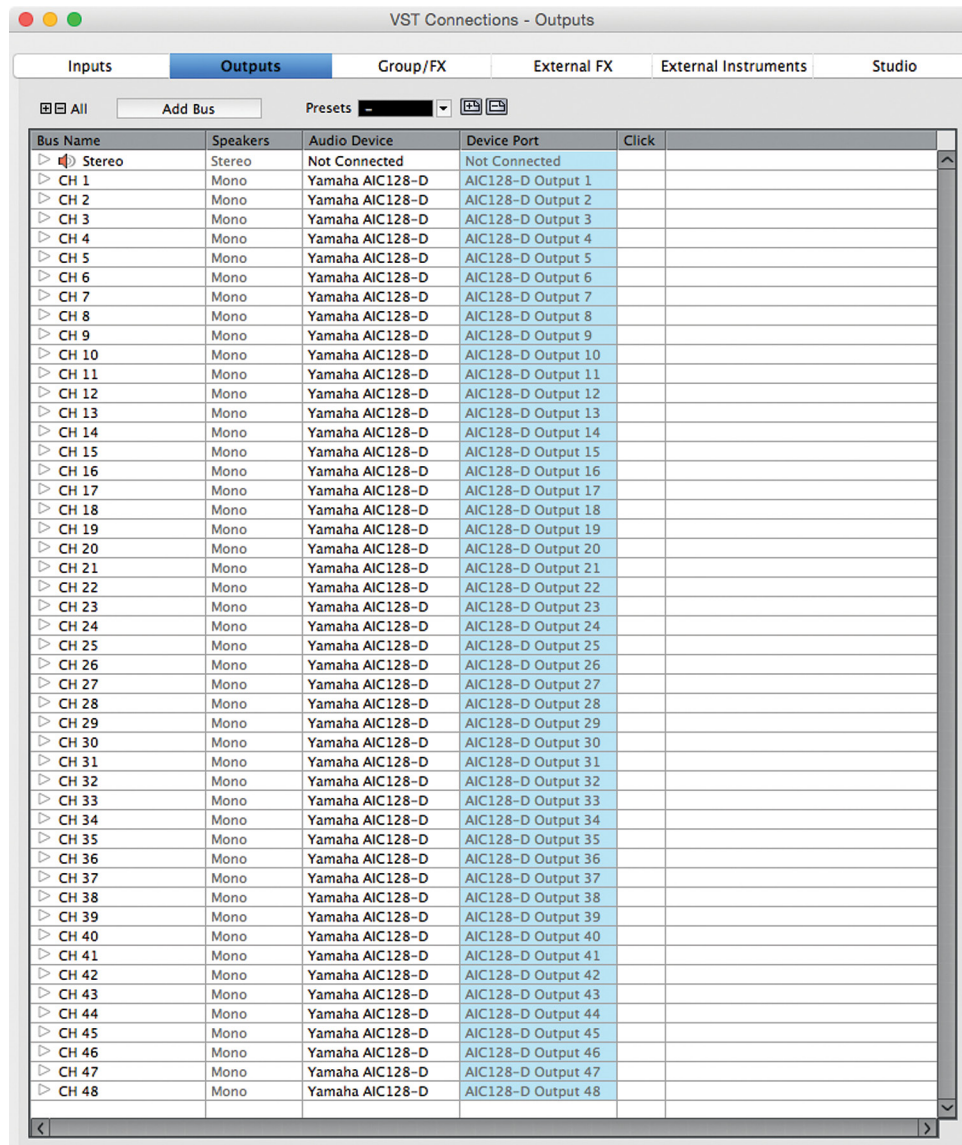 VST Connections - Outputs
Inputs Outputs Group/FX External FX External Instruments Studio
All Add Bus Presets -
Bus Name Speakers Audio Device Device Port Click
Stereo Stereo Not Connected Not Connected
CH 1 Mono Yamaha AIC128-D AIC128-D Output 1
CH 2 Mono Yamaha AIC128-D AIC128-D Output 2
CH 3 Mono Yamaha AIC128-D AIC128-D Output 3
CH 4 Mono Yamaha AIC128-D AIC128-D Output 4
CH 5 Mono Yamaha AIC128-D AIC128-D Output 5
CH 6 Mono Yamaha AIC128-D AIC128-D Output 6
CH 7 Mono Yamaha AIC128-D AIC128-D Output 7
CH 8 Mono Yamaha AIC128-D AIC128-D Output 8
CH 9 Mono Yamaha AIC128-D AIC128-D Output 9
CH 10 Mono Yamaha AIC128-D AIC128-D Output 10
CH 11 Mono Yamaha AIC128-D AIC128-D Output 11
CH 12 Mono Yamaha AIC128-D AIC128-D Output 12
CH 13 Mono Yamaha AIC128-D AIC128-D Output 13
CH 14 Mono Yamaha AIC128-D AIC128-D Output 14
CH 15 Mono Yamaha AIC128-D AIC128-D Output 15
CH 16 Mono Yamaha AIC128-D AIC128-D Output 16
CH 17 Mono Yamaha AIC128-D AIC128-D Output 17
CH 18 Mono Yamaha AIC128-D AIC128-D Output 18
CH 19 Mono Yamaha AIC128-D AIC128-D Output 19
CH 20 Mono Yamaha AIC128-D AIC128-D Output 20
CH 21 Mono Yamaha AIC128-D AIC128-D Output 21
CH 22 Mono Yamaha AIC128-D AIC128-D Output 22
CH 23 Mono Yamaha AIC128-D AIC128-D Output 23
CH 24 Mono Yamaha AIC128-D AIC128-D Output 24
CH 25 Mono Yamaha AIC128-D AIC128-D Output 25
CH 26 Mono Yamaha AIC128-D AIC128-D Output 26
CH 27 Mono Yamaha AIC128-D AIC128-D Output 27
CH 28 Mono Yamaha AIC128-D AIC128-D Output 28
CH 29 Mono Yamaha AIC128-D AIC128-D Output 29
CH 30 Mono Yamaha AIC128-D AIC128-D Output 30
CH 31 Mono Yamaha AIC128-D AIC128-D Output 31
CH 32 Mono Yamaha AIC128-D AIC128-D Output 32
CH 33 Mono Yamaha AIC128-D AIC128-D Output 33
CH 34 Mono Yamaha AIC128-D AIC128-D Output 34
CH 35 Mono Yamaha AIC128-D AIC128-D Output 35
CH 36 Mono Yamaha AIC128-D AIC128-D Output 36
CH 37 Mono Yamaha AIC128-D AIC128-D Output 37
CH 38 Mono Yamaha AIC128-D AIC128-D Output 38
CH 39 Mono Yamaha AIC128-D AIC128-D Output 39
CH 40 Mono Yamaha AIC128-D AIC128-D Output 40
CH 41 Mono Yamaha AIC128-D AIC128-D Output 41
CH 42 Mono Yamaha AIC128-D AIC128-D Output 42
CH 43 Mono Yamaha AIC128-D AIC128-D Output 43
CH 44 Mono Yamaha AIC128-D AIC128-D Output 44
CH 45 Mono Yamaha AIC128-D AIC128-D Output 45
CH 46 Mono Yamaha AIC128-D AIC128-D Output 46
CH 47 Mono Yamaha AIC128-D AIC128-D Output 47
CH 48 Mono Yamaha AIC128-D AIC128-D Output 48